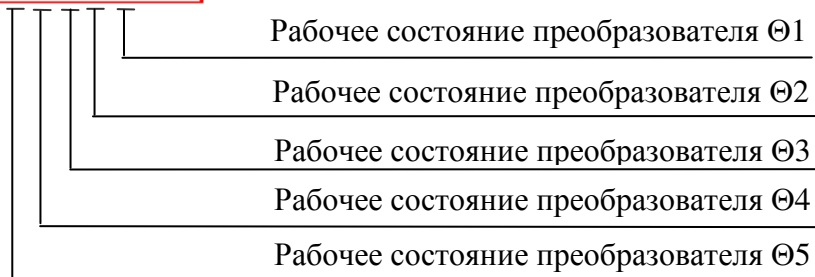 Рабочее состояние преобразователя Θ1
Рабочее состояние преобразователя Θ2
Рабочее состояние преобразователя Θ3
Рабочее состояние преобразователя Θ4
Рабочее состояние преобразователя Θ5